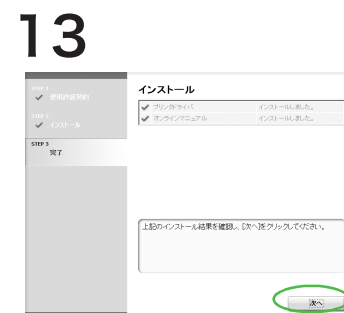 13
STEP 1
使用許諾契約
STEP 2
インストール
STEP 3
完了
インストール
プリンタドライバ インストールしました。
オンラインマニュアル インストールしました。
上記のインストール結果を確認し、[次へ]をクリックしてください。
次へ